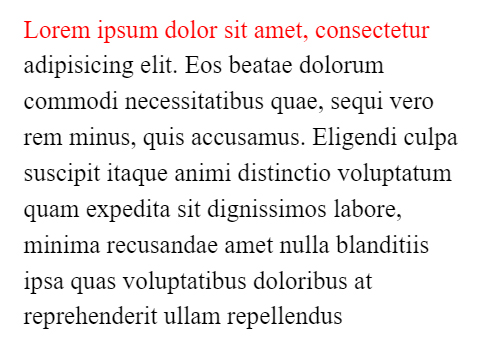 Lorem ipsum dolor sit amet, consectetur
adipisicing elit. Eos beatae dolorum
commodi necessitatibus quae, sequi vero
rem minus, quis accusamus. Eligendi culpa
suscipit itaque animi distinctio voluptatum
quam expedita sit dignissimos labore,
minima recusandae amet nulla blanditiis
ipsa quas voluptatibus doloribus at
reprehenderit ullam repellendus